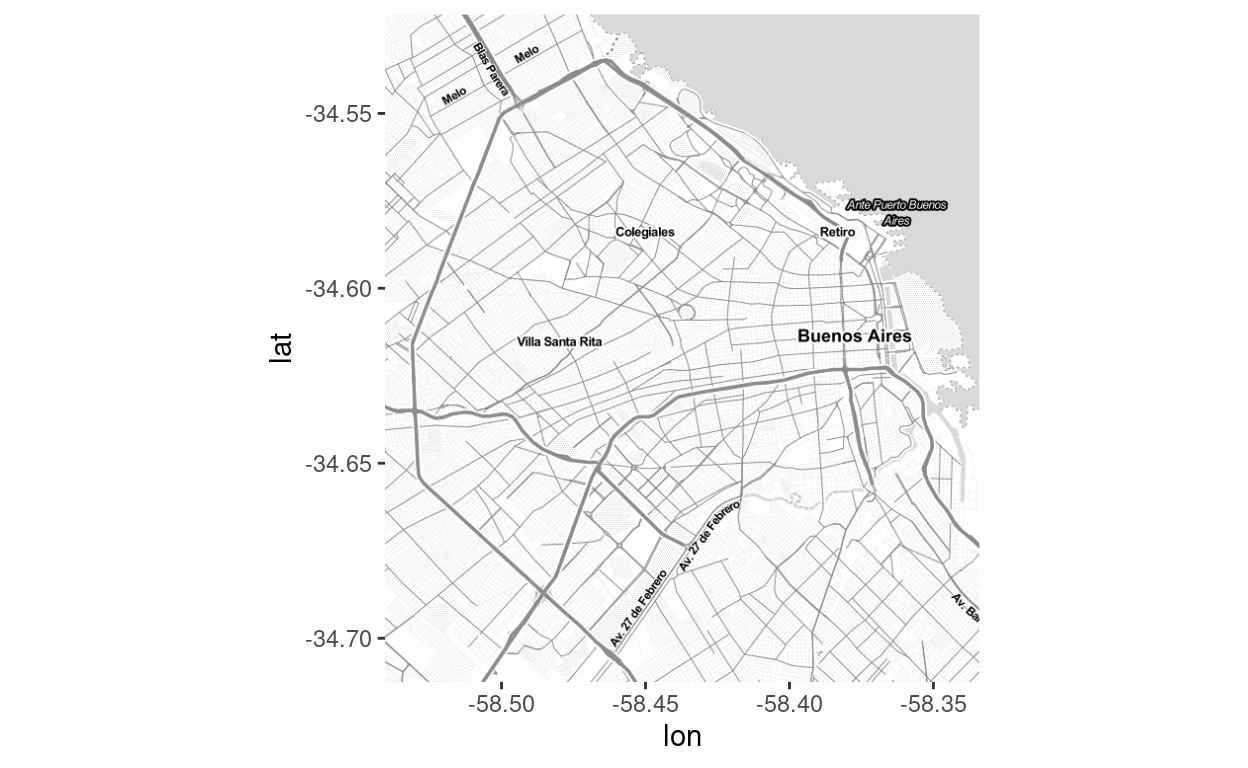 Blas Parera
Melo
Melo
-34.55
Ante Puerto Buenos
Aires
Colegiales
Retiro
-34.60
lat
Villa Santa Rita
Buenos Aires
-34.65
Av. 27 de Febrero
Av. 27 de Febrero
Av. Ba
-34.70
-58.50
-58.45
-58.40
-58.35
lon